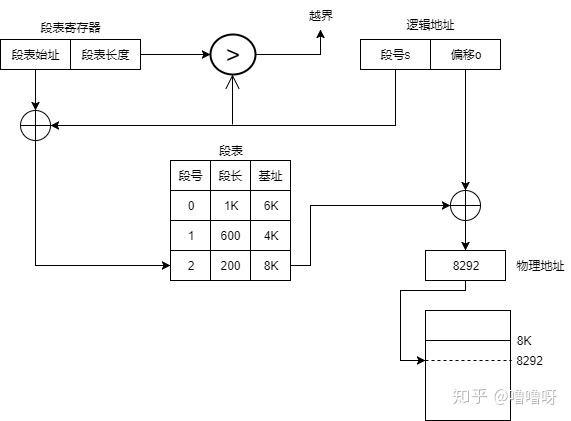 段表寄存器
段表始址 段表长度
>
越界
逻辑地址
段号s 偏移o
段表
段号 段长 基址
0 1K 6K
1 600 4K
2 200 8K
8292 物理地址
8K
8292
知乎 @噜噜呀